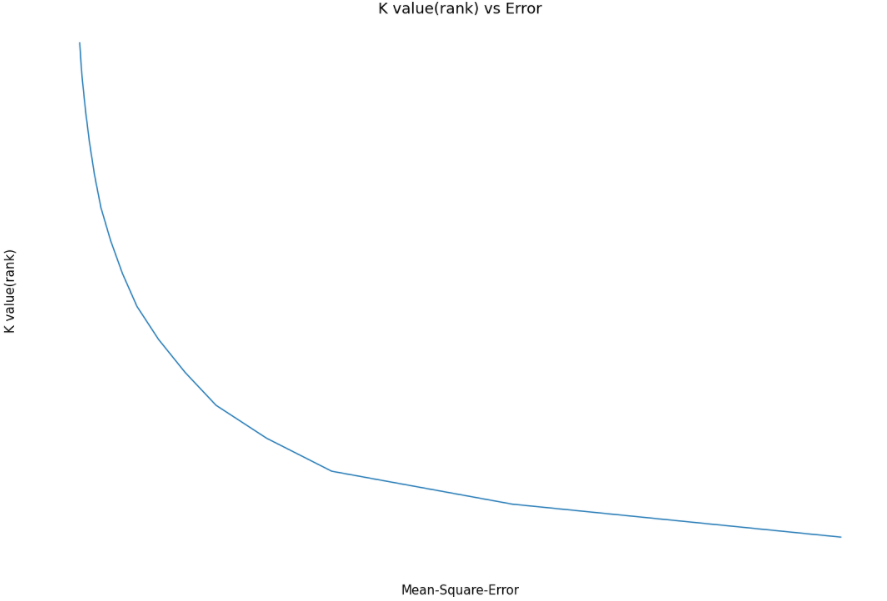 K value(rank) vs Error
K value(rank)
Mean-Square-Error